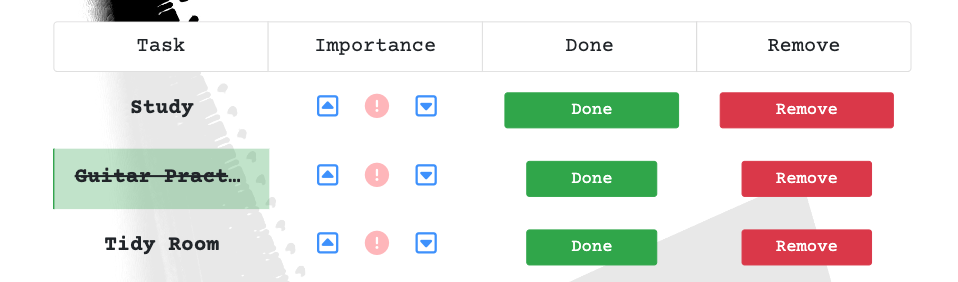 Task Importance Done Remove
Study ! Done Remove
Guitar Pract… ! Done Remove
Tidy Room ! Done Remove